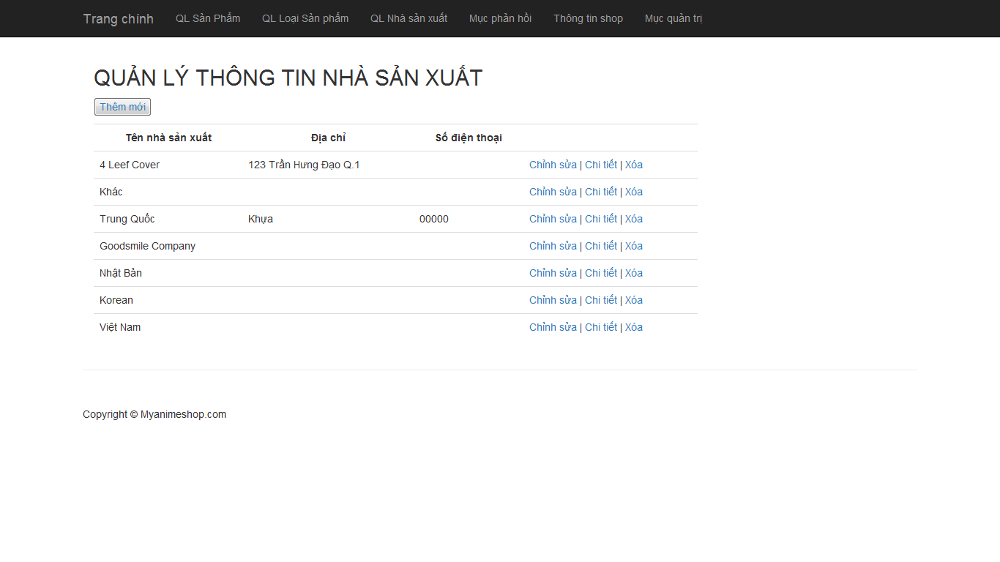 Trang chính QL Sản Phẩm QL Loại Sản phẩm QL Nhà sản xuất Mục phản hồi Thông tin shop Mục quản trị
QUẢN LÝ THÔNG TIN NHÀ SẢN XUẤT
Thêm mới
Tên nhà sản xuất Địa chỉ Số điện thoại
4 Leef Cover 123 Trần Hưng Đạo Q.1 Chỉnh sửa | Chi tiết | Xóa
Khác Chỉnh sửa | Chi tiết | Xóa
Trung Quốc Khựa 00000 Chỉnh sửa | Chi tiết | Xóa
Goodsmile Company Chỉnh sửa | Chi tiết | Xóa
Nhật Bản Chỉnh sửa | Chi tiết | Xóa
Korean Chỉnh sửa | Chi tiết | Xóa
Việt Nam Chỉnh sửa | Chi tiết | Xóa
Copyright © Myanimeshop.com